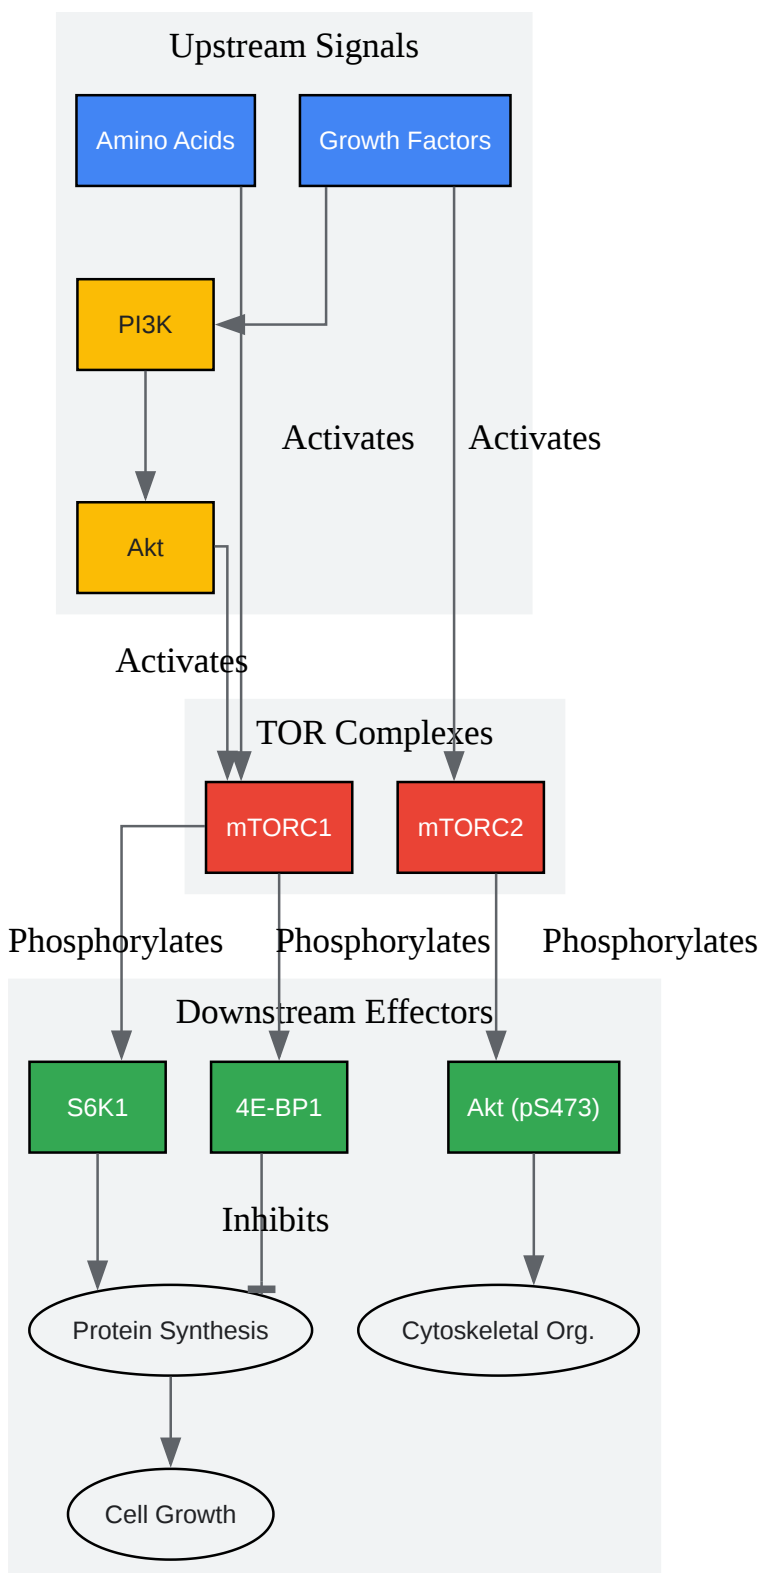 Upstream Signals
Amino Acids
Growth Factors
PI3K
Activates
Activates
Akt
Activates
TOR Complexes
mTORC1
mTORC2
Phosphorylates
Phosphorylates
Phosphorylates
Downstream Effectors
S6K1
4E-BP1
Akt (pS473)
Inhibits
Protein Synthesis
Cytoskeletal Org.
Cell Growth